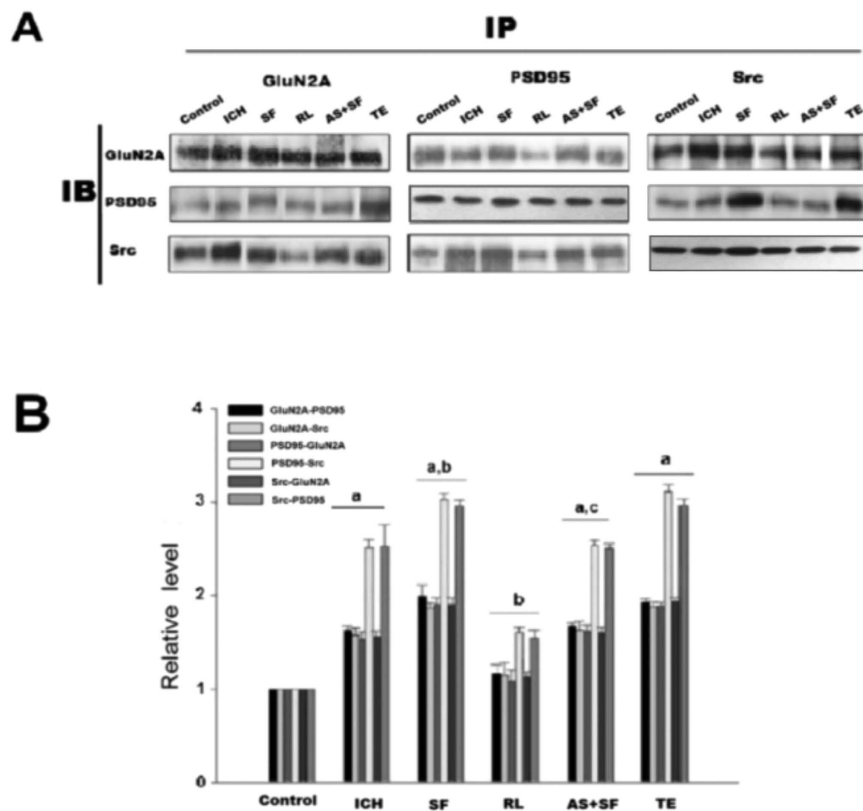 A
IP
GluN2A PSD95 Src
Control ICH SF RL AS+SF TE Control ICH SF RL AS+SF TE Control ICH SF RL AS+SF TE
IB
GluN2A
PSD95
Src
B
Relative level
4
3
2
1
0
GluN2A-PSD95
GluN2A-Src
PSD95-GluN2A
PSD95-Src
Src-GluN2A
Src-PSD95
a
a,b
b
a,c
a
Control ICH SF RL AS+SF TE